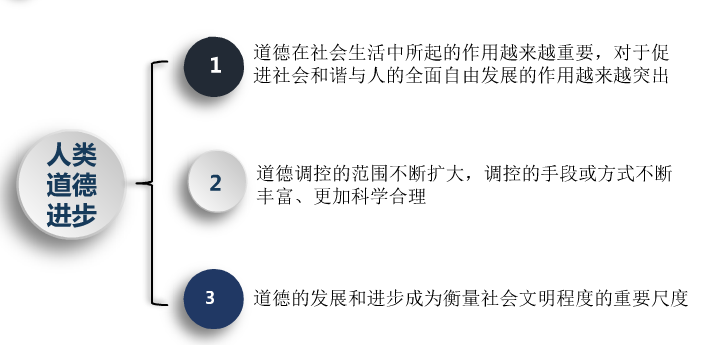 人类
道德
进步
1
道德在社会生活中所起的作用越来越重要，对于促
进社会和谐与人的全面自由发展的作用越来越突出
2
道德调控的范围不断扩大，调控的手段或方式不断
丰富、更加科学合理
3
道德的发展和进步成为衡量社会文明程度的重要尺度